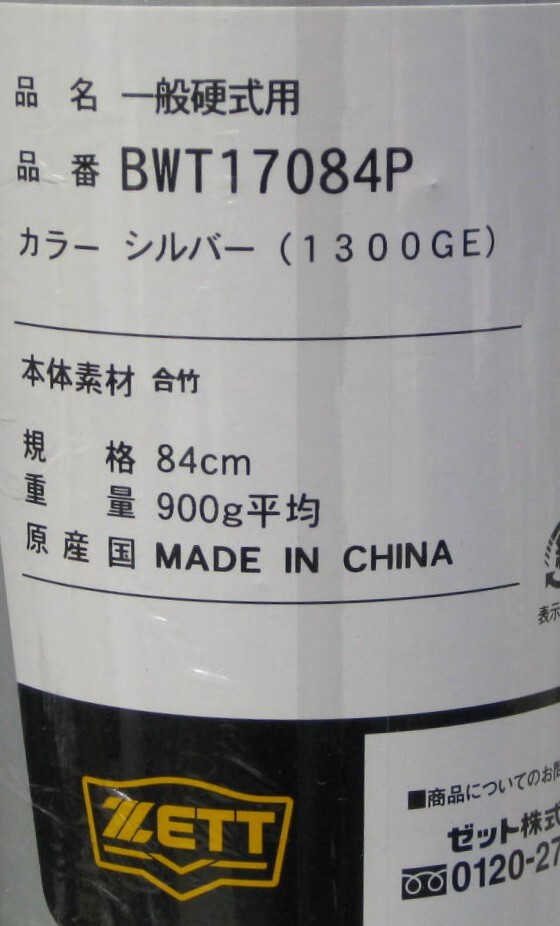 品 名 一般硬式用
品 番 BWT17084P
カラー シルバー(1300GE)
本体素材 合竹
規 格 84cm
重 量 900g平均
原産国 MADE IN CHINA
表示
ZETT
■商品についてのお問
ゼット株式
0120-27